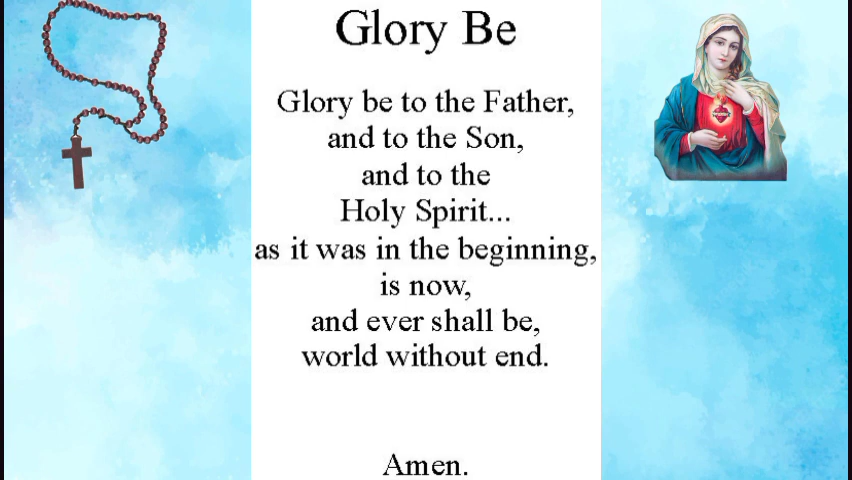 Glory Be
Glory be to the Father,
and to the Son,
and to the
Holy Spirit...
as it was in the beginning,
is now,
and ever shall be,
world without end.
Amen.